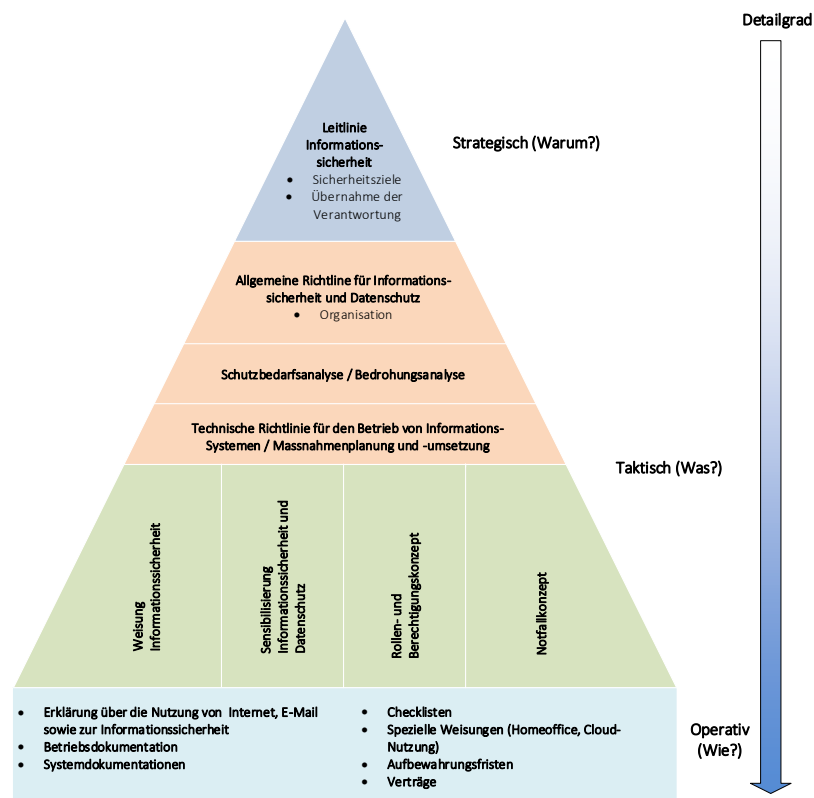 Detailgrad
Leitlinie
Informations-
sicherheit
• Sicherheitsziele
• Übernahme der
Verantwortung
Strategisch (Warum?)
Allgemeine Richtline für Informations-
sicherheit und Datenschutz
• Organisation
Schutzbedarfsanalyse / Bedrohungsanalyse
Technische Richtlinie für den Betrieb von Informations-
Systemen / Massnahmenplanung und -umsetzung
Taktisch (Was?)
Weisung
Informationssicherheit
Sensibilisierung
Informationssicherheit und
Datenschutz
Rollen- und
Berechtigungskonzept
Notfallkonzept
• Erklärung über die Nutzung von Internet, E-Mail
sowie zur Informationssicherheit
• Betriebsdokumentation
• Systemdokumentationen
• Checklisten
• Spezielle Weisungen (Homeoffice, Cloud-
Nutzung)
• Aufbewahrungsfristen
• Verträge
Operativ
(Wie?)